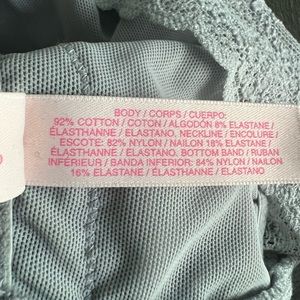 BODY / CORPS / CUERPO:
92% COTTON / COTON / ALGODÓN 8% ELASTANE /
ÉLASTHANNE / ELASTANO. NECKLINE / ENCOLURE /
ESCOTE: 82% NYLON / NAILON 18% ELASTANE /
ÉLASTHANNE / ELASTANO. BOTTOM BAND / RUBAN
INFÉRIEUR / BANDA INFERIOR: 84% NYLON / NAILON
16% ELASTANE / ÉLASTHANNE / ELASTANO